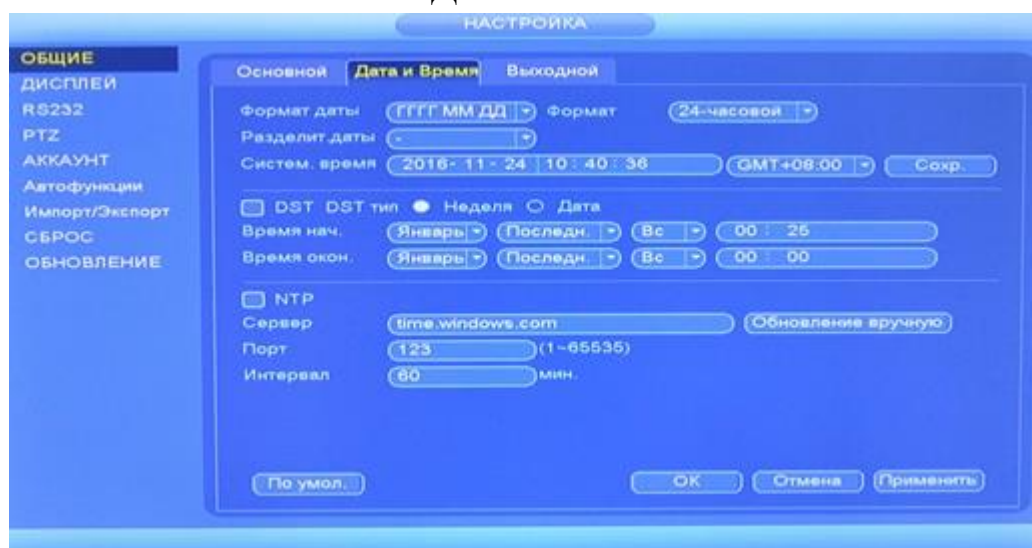 НАСТРОЙКА
ОБЩИЕ
ДИСПЛЕЙ
RS232
PTZ
АККАУНТ
Автофункции
Импорт/Экспорт
СБРОС
ОБНОВЛЕНИЕ
Основной Дата и Время Выходной
Формат даты ГГГГ ММ ДД Формат 24-часовой
Разделит.даты -
Систем. время 2016- 11- 24 10: 40: 36 GMT+08:00 Сохр.
DST DST тип Неделя Дата
Время нач. Январь Последн. Вс 00: 25
Время окон. Январь Последн. Вс 00: 00
NTP
Сервер time.windows.com Обновление вручную
Порт 123 (1~65535)
Интервал 60 мин.
По умол. ОК Отмена Применить